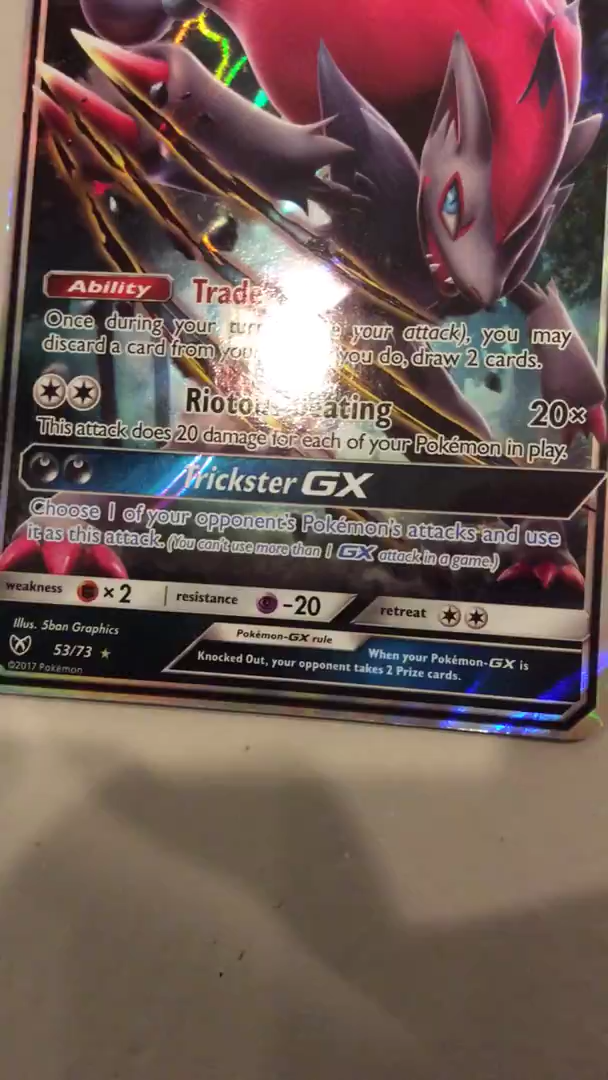 Ability Trade
Once during your turn your attack), you may
discard a card from you do, draw 2 cards.
20×
This attack does 20 damage for each of your Pokémon in play.
Trickster GX
Choose 1 of your opponent's Pokémon's attacks and use
it as this attack. (You can't use more than 1 GX attack in a game.)
weakness ×2 resistance -20 retreat
Illus. 5ban Graphics
53/73 ★
©2017 Pokémon
Pokémon-GX rule
When your Pokémon-GX is
Knocked Out, your opponent takes 2 Prize cards.